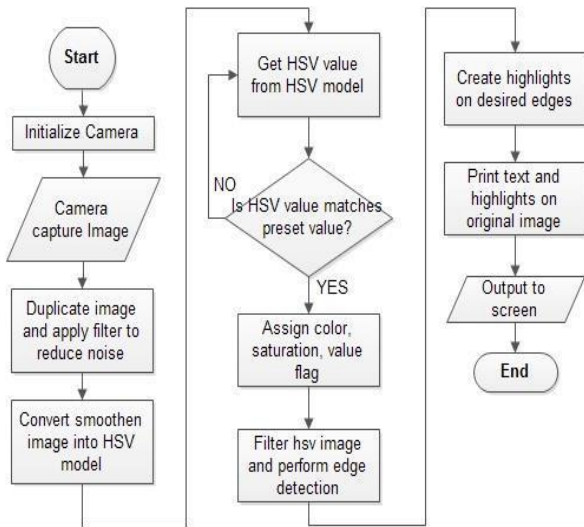 Start
Initialize Camera
Camera
capture Image
Duplicate image
and apply filter to
reduce noise
Convert smoothen
image into HSV
model
Get HSV value
from HSV model
NO
Is HSV value matches
preset value?
YES
Assign color,
saturation, value
flag
Filter hsv image
and perform edge
detection
Create highlights
on desired edges
Print text and
highlights on
original image
Output to
screen
End